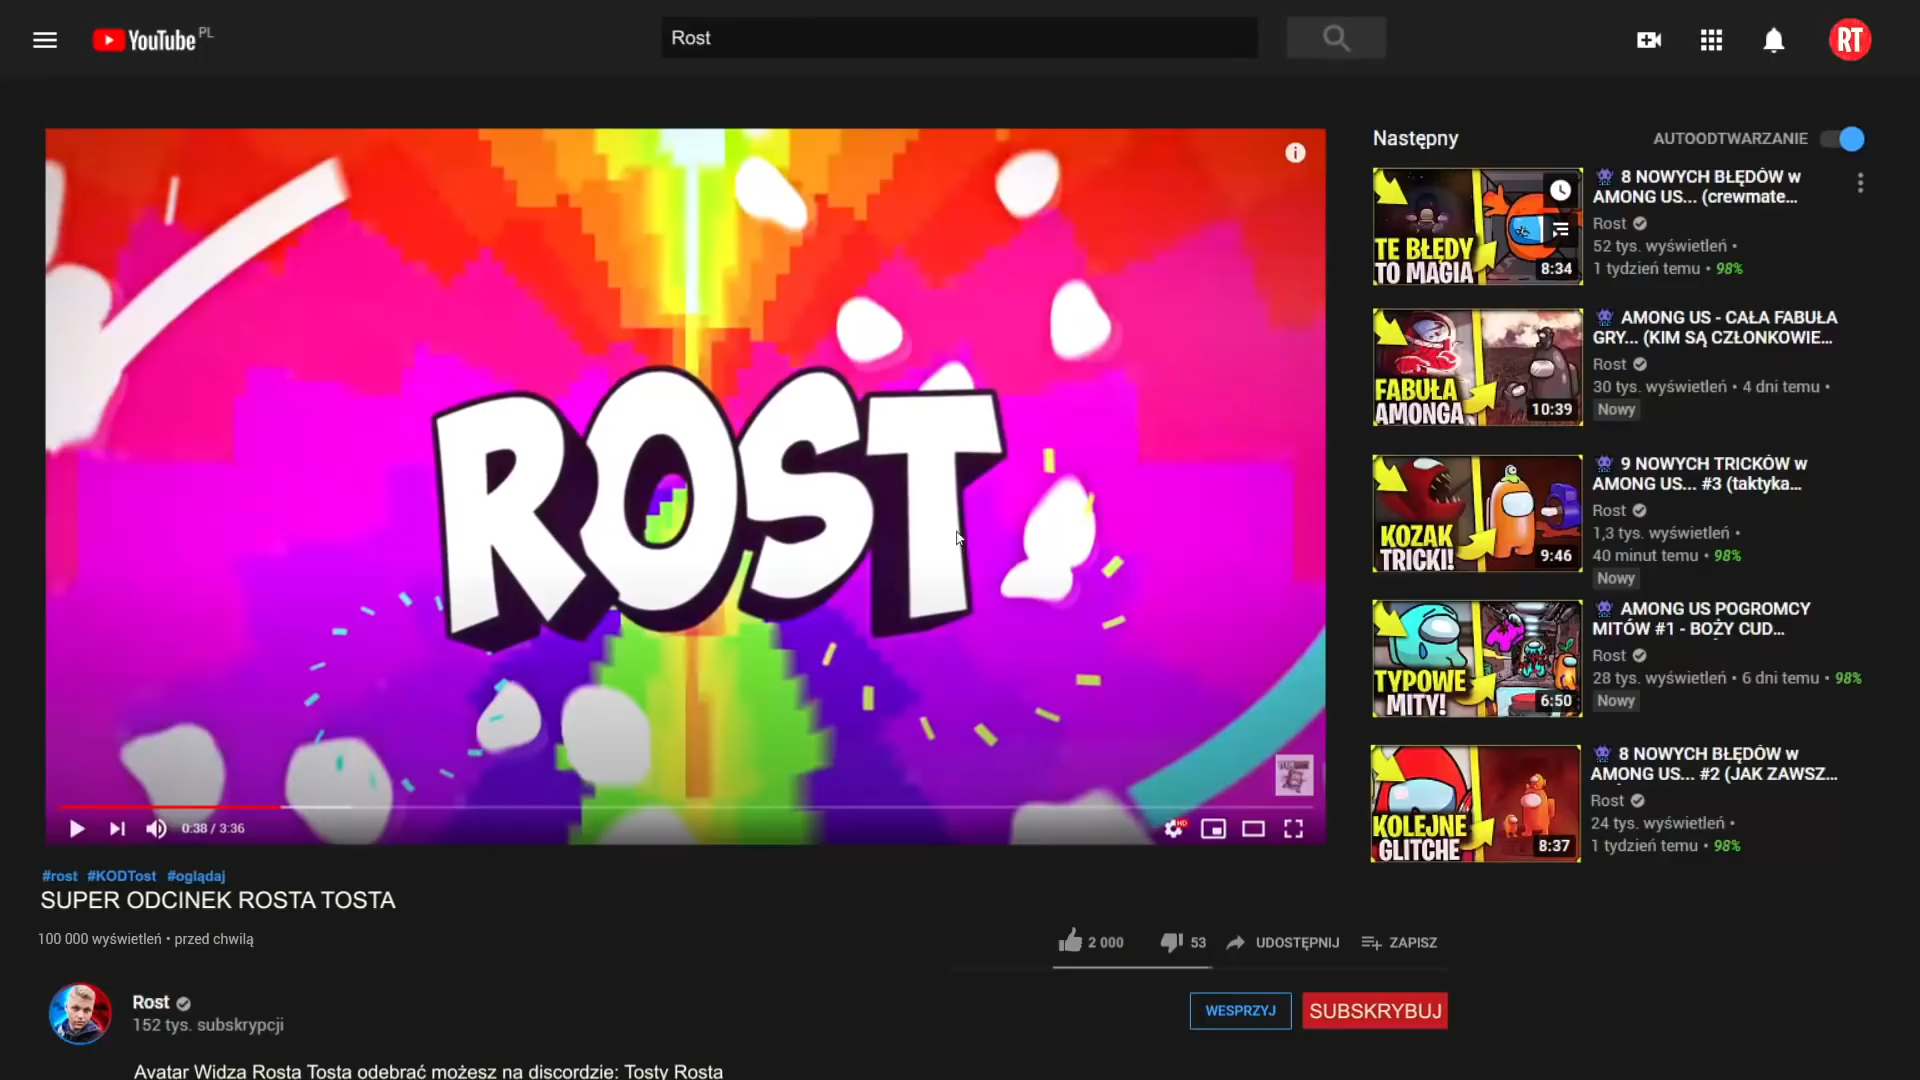 YouTube PL
Rost
RT
ROST
0:38 / 3:36
HD
#rost #KODTost #oglądaj
SUPER ODCINEK ROSTA TOSTA
100 000 wyświetleń • przed chwilą
2 000
53
UDOSTĘPNIJ
ZAPISZ
Rost
152 tys. subskrypcji
WESPRZYJ
SUBSKRYBUJ
Avatar Widza Rosta Tosta odebrać możesz na discordzie: Tosty Rosta
Następny
AUTOODTWARZANIE
TE BŁĘDY
TO MAGIA
8:34
8 NOWYCH BŁĘDÓW w
AMONG US... (crewmate...
Rost
52 tys. wyświetleń •
1 tydzień temu • 98%
FABUŁA
AMONGA
10:39
AMONG US - CAŁA FABUŁA
GRY... (KIM SĄ CZŁONKOWIE...
Rost
30 tys. wyświetleń • 4 dni temu •
Nowy
KOZAK
TRICKI!
9:46
9 NOWYCH TRICKÓW w
AMONG US... #3 (taktyka...
Rost
1,3 tys. wyświetleń •
40 minut temu • 98%
Nowy
TYPOWE
MITY!
6:50
AMONG US POGROMCY
MITÓW #1 - BOŻY CUD...
Rost
28 tys. wyświetleń • 6 dni temu • 98%
Nowy
KOLEJNE
GLITCHE
8:37
8 NOWYCH BŁĘDÓW w
AMONG US... #2 (JAK ZAWSZ...
Rost
24 tys. wyświetleń •
1 tydzień temu • 98%